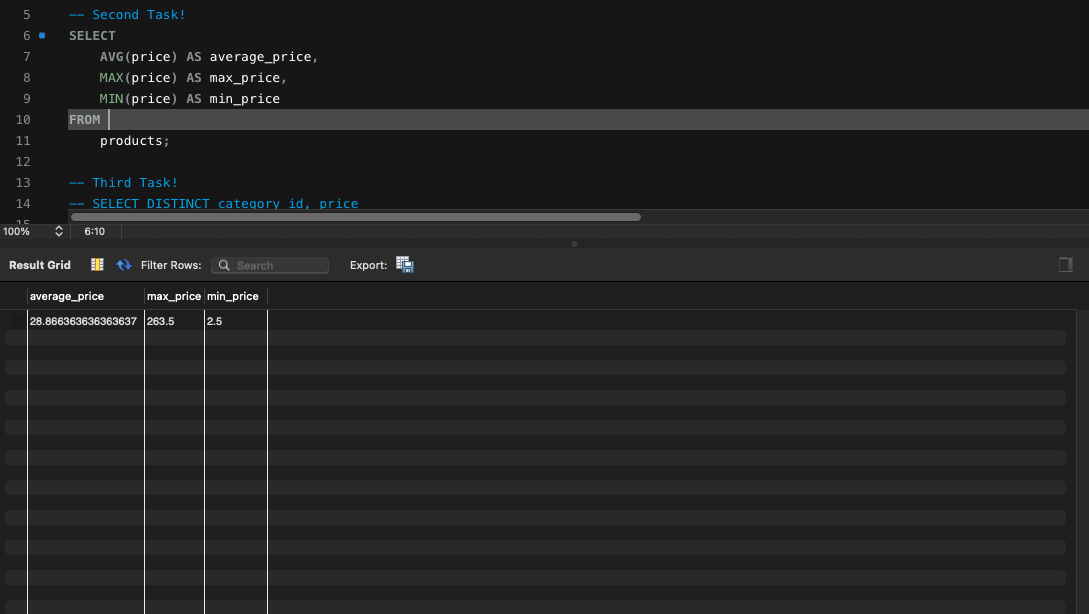 5 -- Second Task!
6 SELECT
7 AVG(price) AS average_price,
8 MAX(price) AS max_price,
9 MIN(price) AS min_price
10 FROM
11 products;
12
13 -- Third Task!
14 -- SELECT DISTINCT category_id, price
15
100% 6:10
Result Grid Filter Rows: Search Export:
average_price max_price min_price
28.866363636363637 263.5 2.5